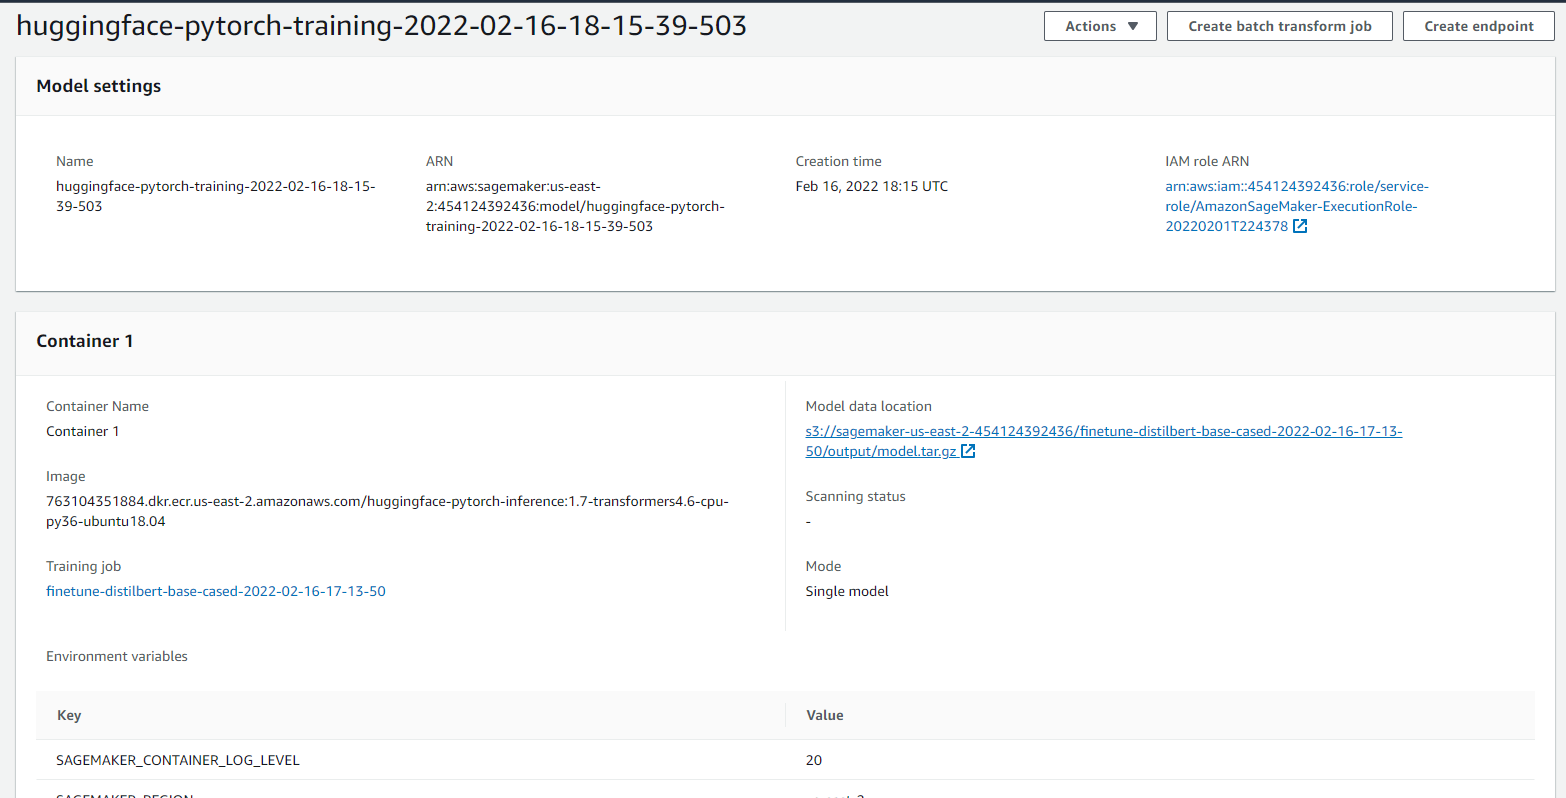 huggingface-pytorch-training-2022-02-16-18-15-39-503
Actions
Create batch transform job
Create endpoint
Model settings
Name
huggingface-pytorch-training-2022-02-16-18-15-
39-503
ARN
arn:aws:sagemaker:us-east-
2:454124392436:model/huggingface-pytorch-
training-2022-02-16-18-15-39-503
Creation time
Feb 16, 2022 18:15 UTC
IAM role ARN
arn:aws:iam::454124392436:role/service-
role/AmazonSageMaker-ExecutionRole-
20220201T224378
Container 1
Container Name
Container 1
Image
763104351884.dkr.ecr.us-east-2.amazonaws.com/huggingface-pytorch-inference:1.7-transformers4.6-cpu-
py36-ubuntu18.04
Training job
finetune-distilbert-base-cased-2022-02-16-17-13-50
Model data location
s3://sagemaker-us-east-2-454124392436/finetune-distilbert-base-cased-2022-02-16-17-13-
50/output/model.tar.gz
Scanning status
-
Mode
Single model
Environment variables
Key
Value
SAGEMAKER_CONTAINER_LOG_LEVEL
20
SAGEMAKER_REGION